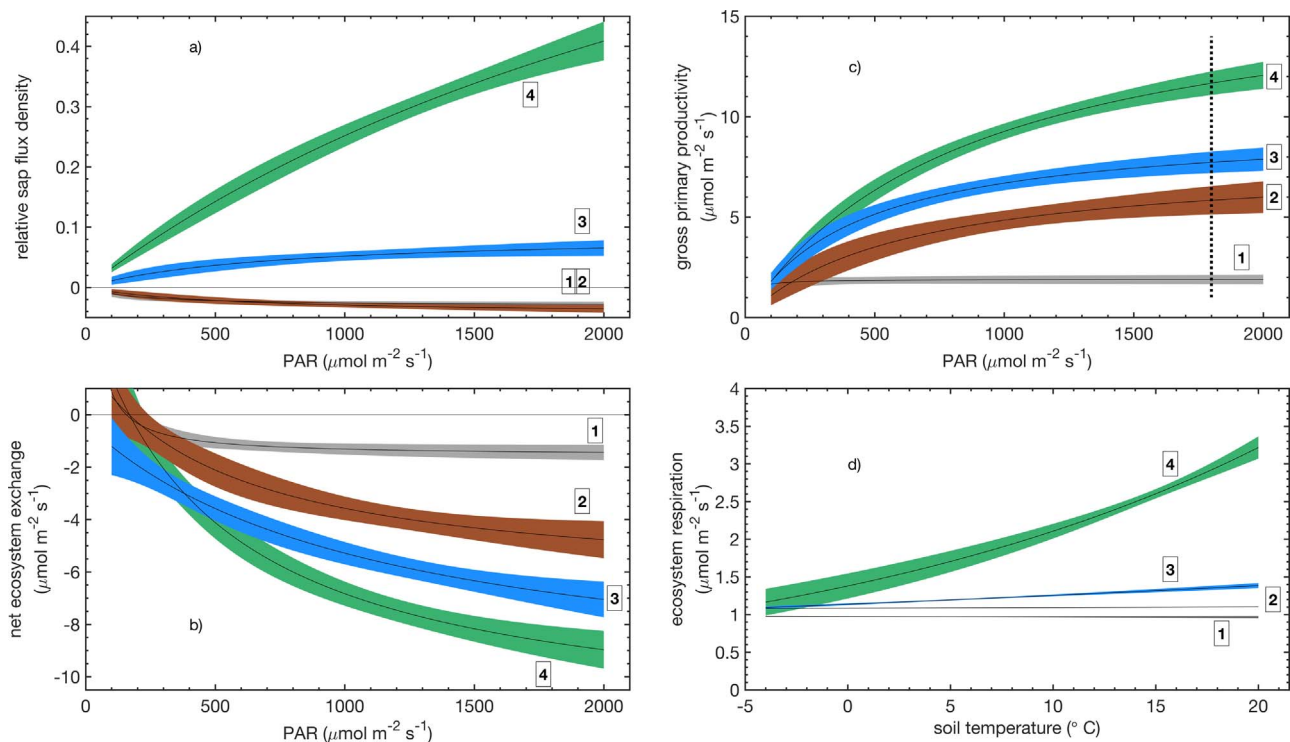 0.4
0.3
0.2
0.1
0
relative sap flux density
a)
4
3
1 2
0 500 1000 1500 2000
PAR (μmol m⁻² s⁻¹)
15
10
5
0
gross primary productivity
(μmol m⁻² s⁻¹)
c)
4
3
2
1
0 500 1000 1500 2000
PAR (μmol m⁻² s⁻¹)
0
-2
-4
-6
-8
-10
net ecosystem exchange
(μmol m⁻² s⁻¹)
1
2
3
b)
4
0 500 1000 1500 2000
PAR (μmol m⁻² s⁻¹)
4
3.5
3
2.5
2
1.5
1
0.5
0
ecosystem respiration
(μmol m⁻² s⁻¹)
d)
4
3
2
1
-5 0 5 10 15 20
soil temperature (° C)